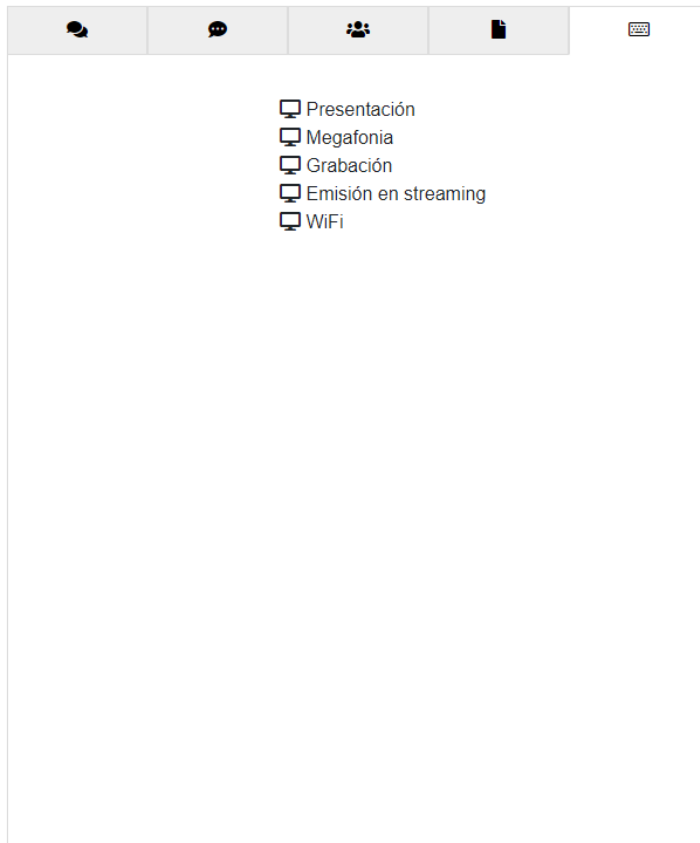 Presentación
Megafonia
Grabación
Emisión en streaming
WiFi